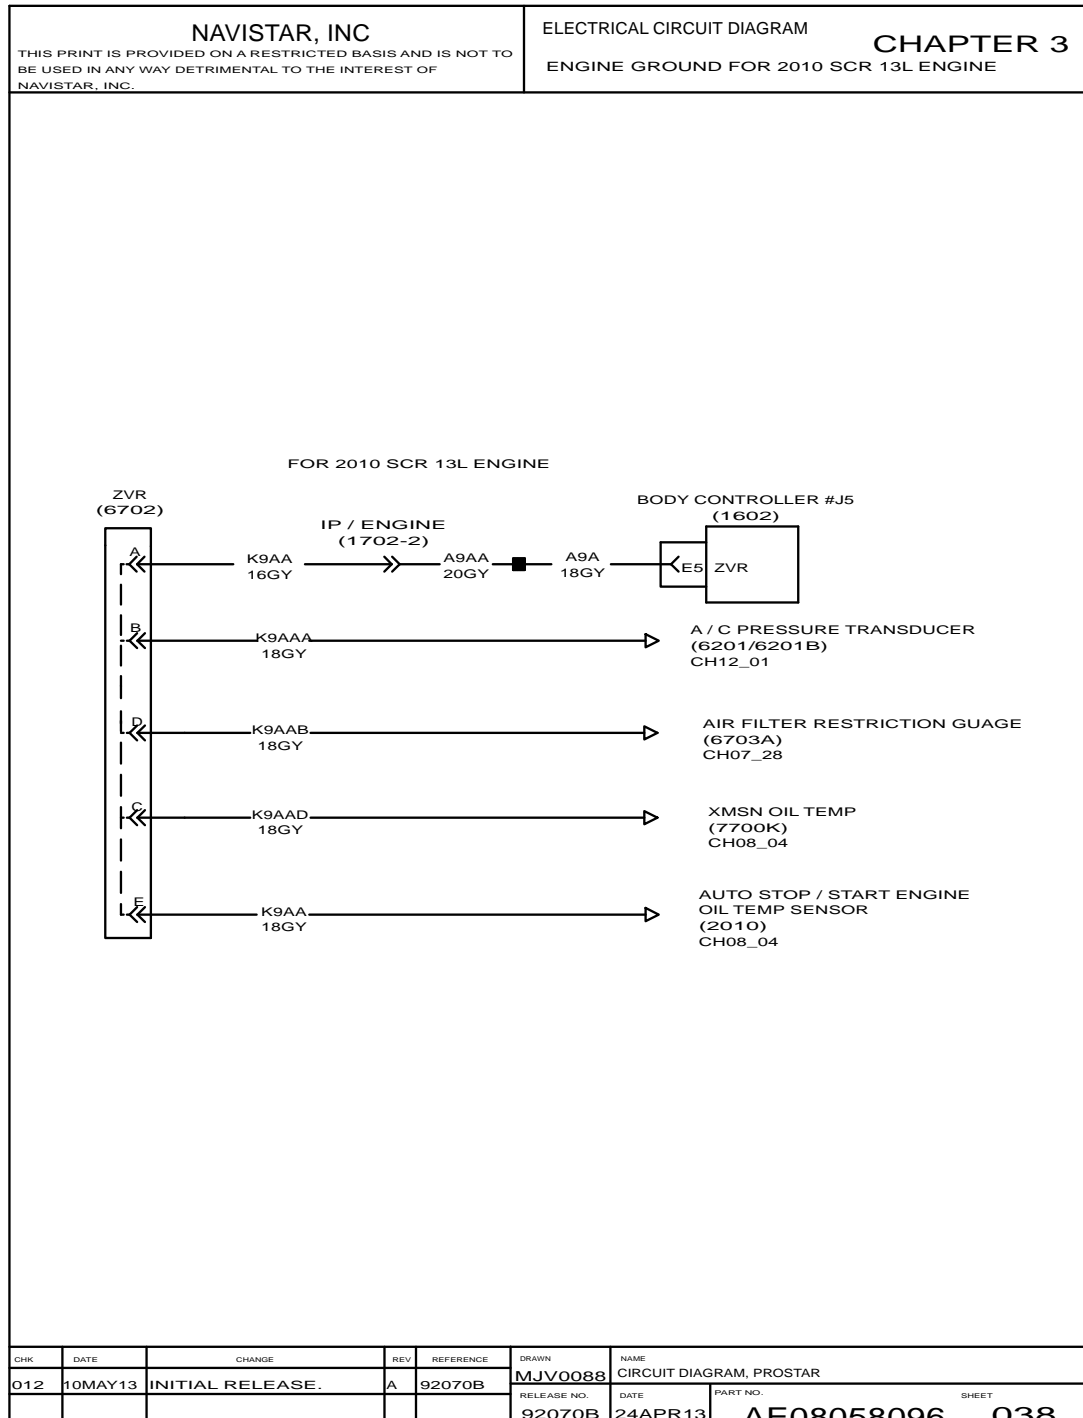 NAVISTAR, INC
THIS PRINT IS PROVIDED ON A RESTRICTED BASIS AND IS NOT TO
BE USED IN ANY WAY DETRIMENTAL TO THE INTEREST OF
NAVISTAR, INC.
ELECTRICAL CIRCUIT DIAGRAM
CHAPTER 3
ENGINE GROUND FOR 2010 SCR 13L ENGINE
FOR 2010 SCR 13L ENGINE
ZVR
(6702)
IP / ENGINE
(1702-2)
BODY CONTROLLER #J5
(1602)
A
K9AA
16GY
A9AA
20GY
A9A
18GY
E5
ZVR
B
K9AAA
18GY
A / C PRESSURE TRANSDUCER
(6201/6201B)
CH12_01
D
K9AAB
18GY
AIR FILTER RESTRICTION GUAGE
(6703A)
CH07_28
C
K9AAD
18GY
XMSN OIL TEMP
(7700K)
CH08_04
E
K9AA
18GY
AUTO STOP / START ENGINE
OIL TEMP SENSOR
(2010)
CH08_04
CHK DATE CHANGE REV REFERENCE
012 10MAY13 INITIAL RELEASE. A 92070B
DRAWN
MJV0088
NAME
CIRCUIT DIAGRAM, PROSTAR
RELEASE NO. DATE PART NO. SHEET
92070B 24APR13 AE08058096 038